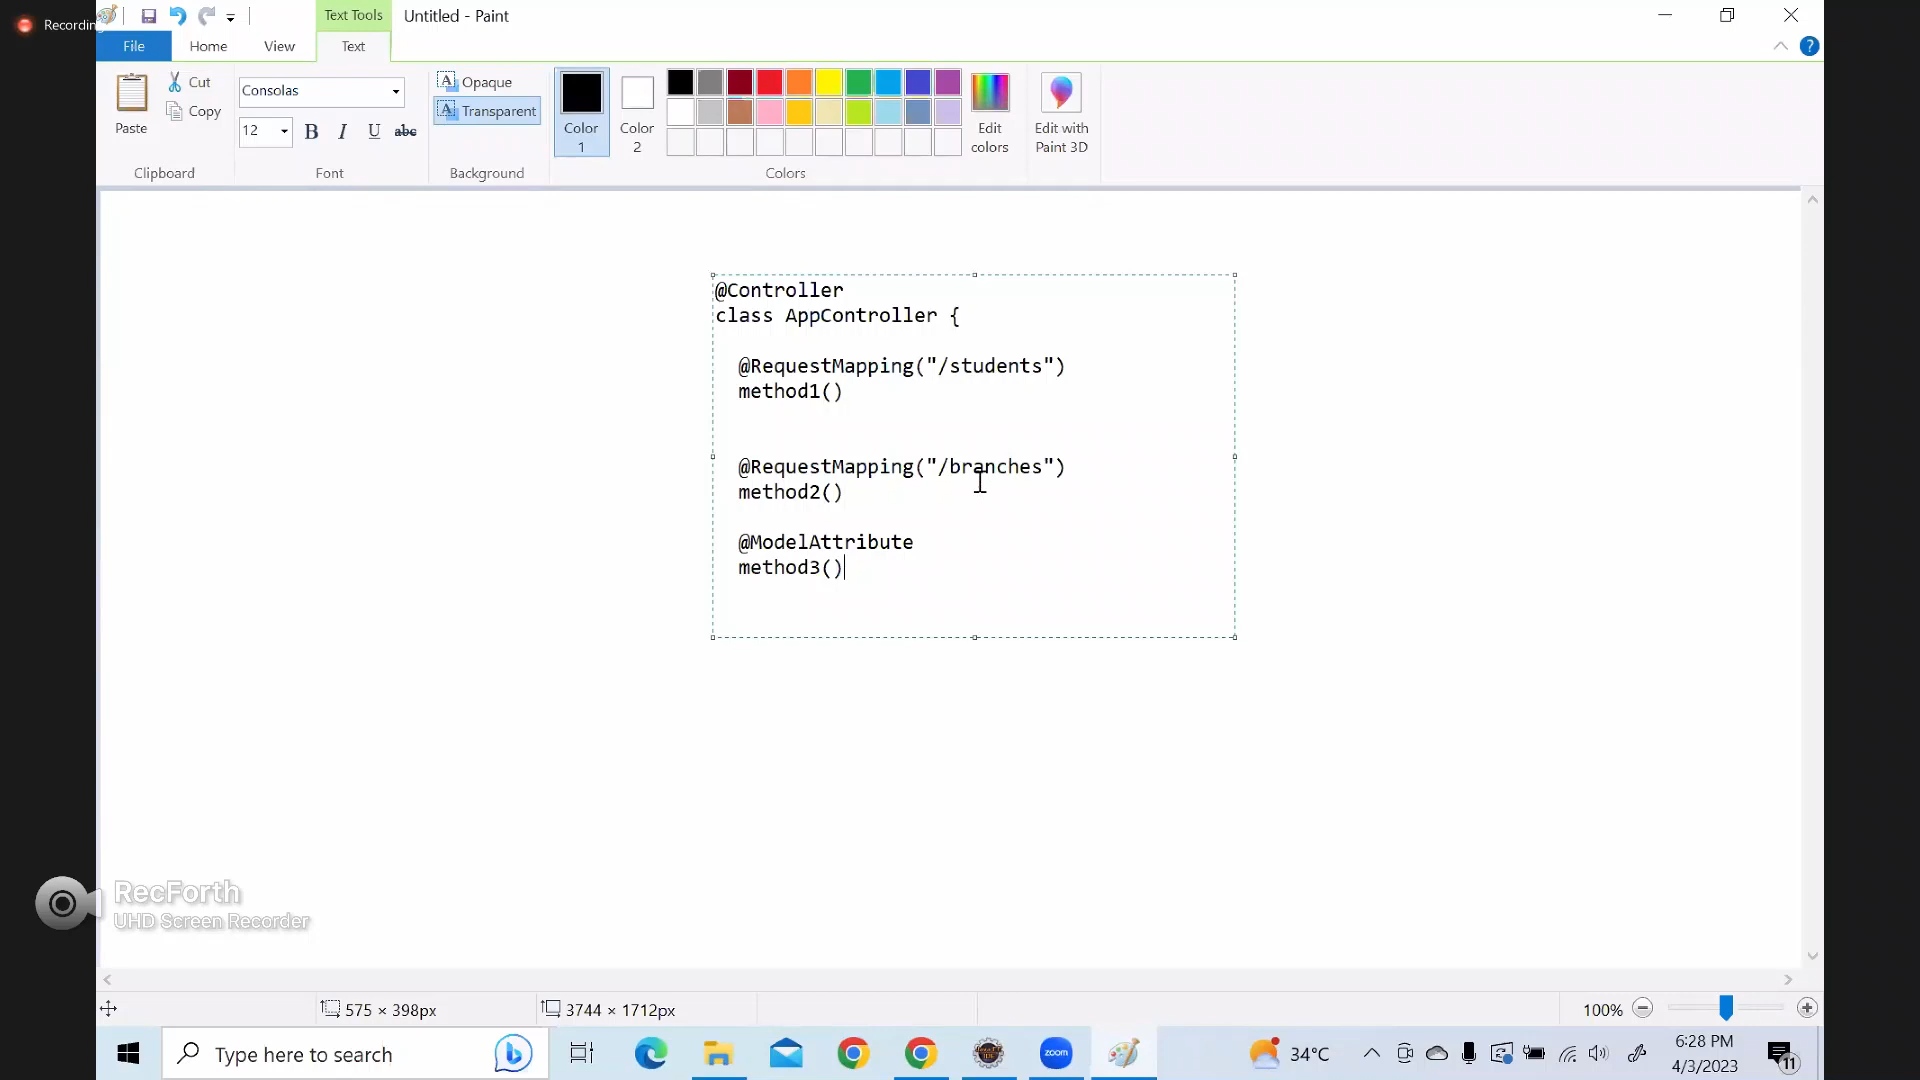 Recording
Text Tools
Untitled - Paint
File
Home
View
Text
?
Paste
Cut
Copy
Clipboard
Consolas
12
B I U abc
Font
A Opaque
A Transparent
Background
Color 1
Color 2
Edit colors
Colors
Edit with Paint 3D
@Controller
class AppController {
@RequestMapping("/students")
method1()
@RequestMapping("/branches")
method2()
@ModelAttribute
method3()
RecForth
UHD Screen Recorder
575 × 398px
3744 × 1712px
100%
Type here to search
zoom
34°C
6:28 PM
4/3/2023
11